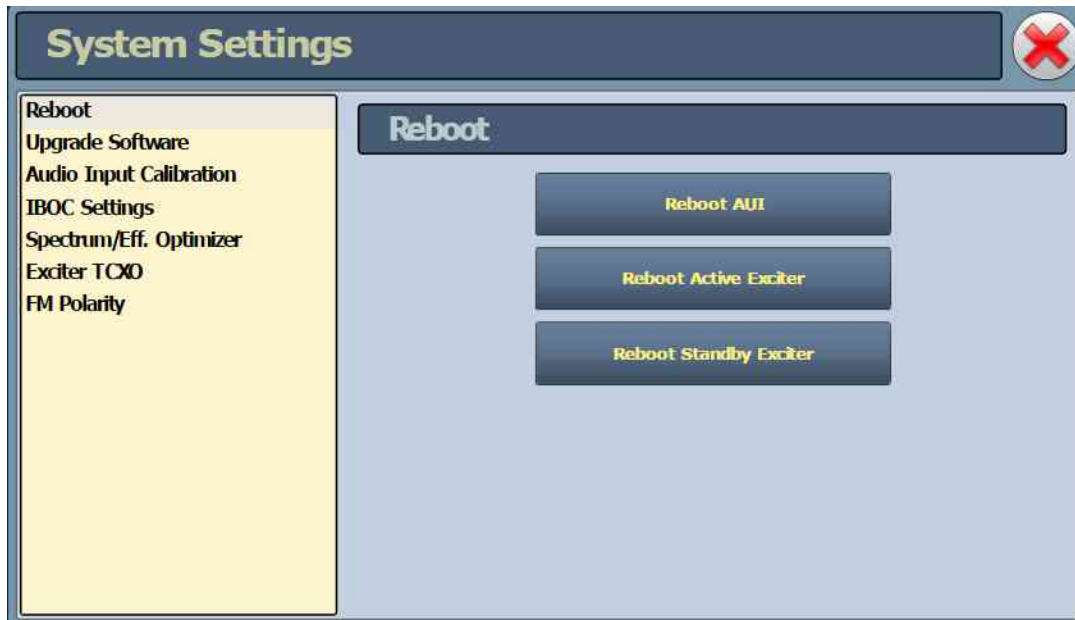 System Settings
Reboot
Upgrade Software
Audio Input Calibration
IBOC Settings
Spectrum/Eff. Optimizer
Exciter TCXO
FM Polarity
Reboot
Reboot AUI
Reboot Active Exciter
Reboot Standby Exciter